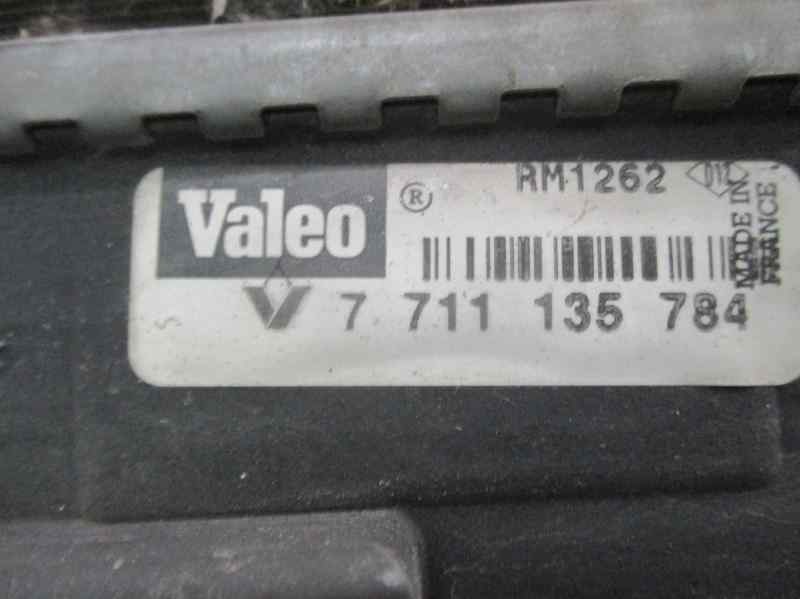 RM1262
Valeo ®
7 711 135 784
MADE IN
FRANCE